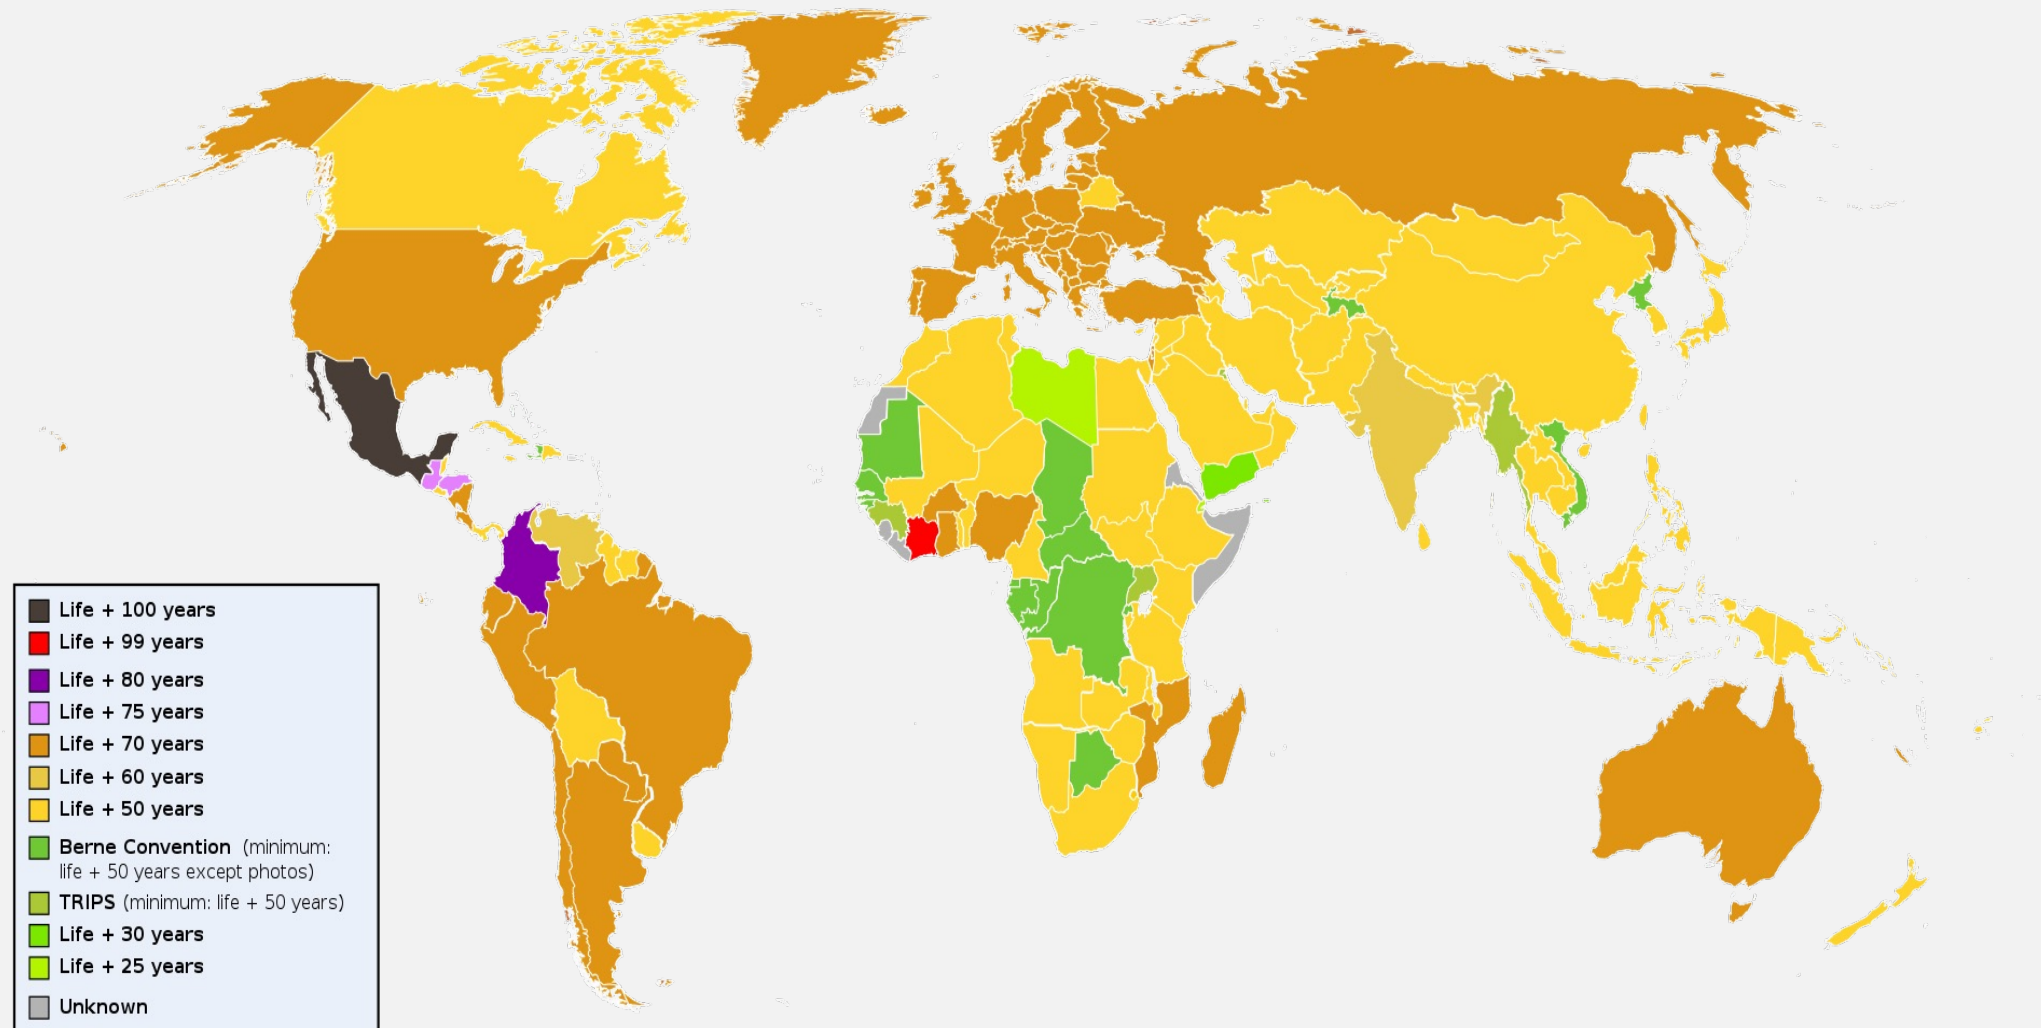 Life + 100 years
Life + 99 years
Life + 80 years
Life + 75 years
Life + 70 years
Life + 60 years
Life + 50 years
Berne Convention (minimum:
life + 50 years except photos)
TRIPS (minimum: life + 50 years)
Life + 30 years
Life + 25 years
Unknown